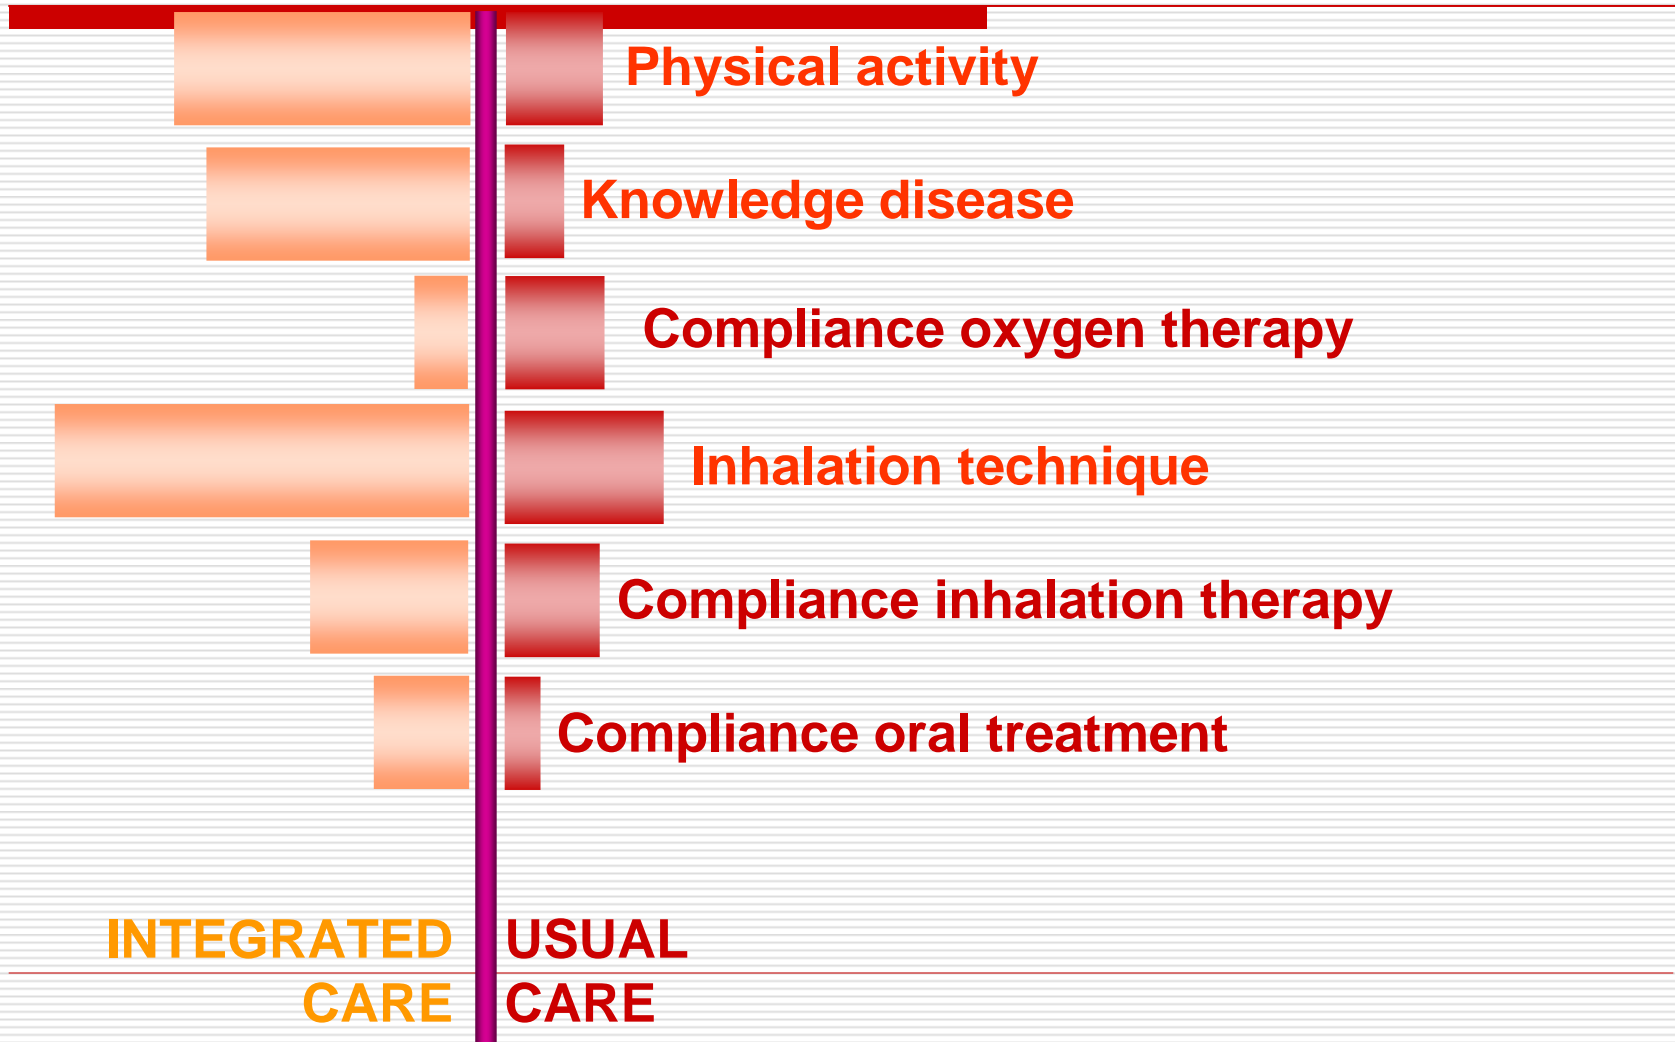 Physical activity
Knowledge disease
Compliance oxygen therapy
Inhalation technique
Compliance inhalation therapy
Compliance oral treatment
INTEGRATED
CARE
USUAL
CARE